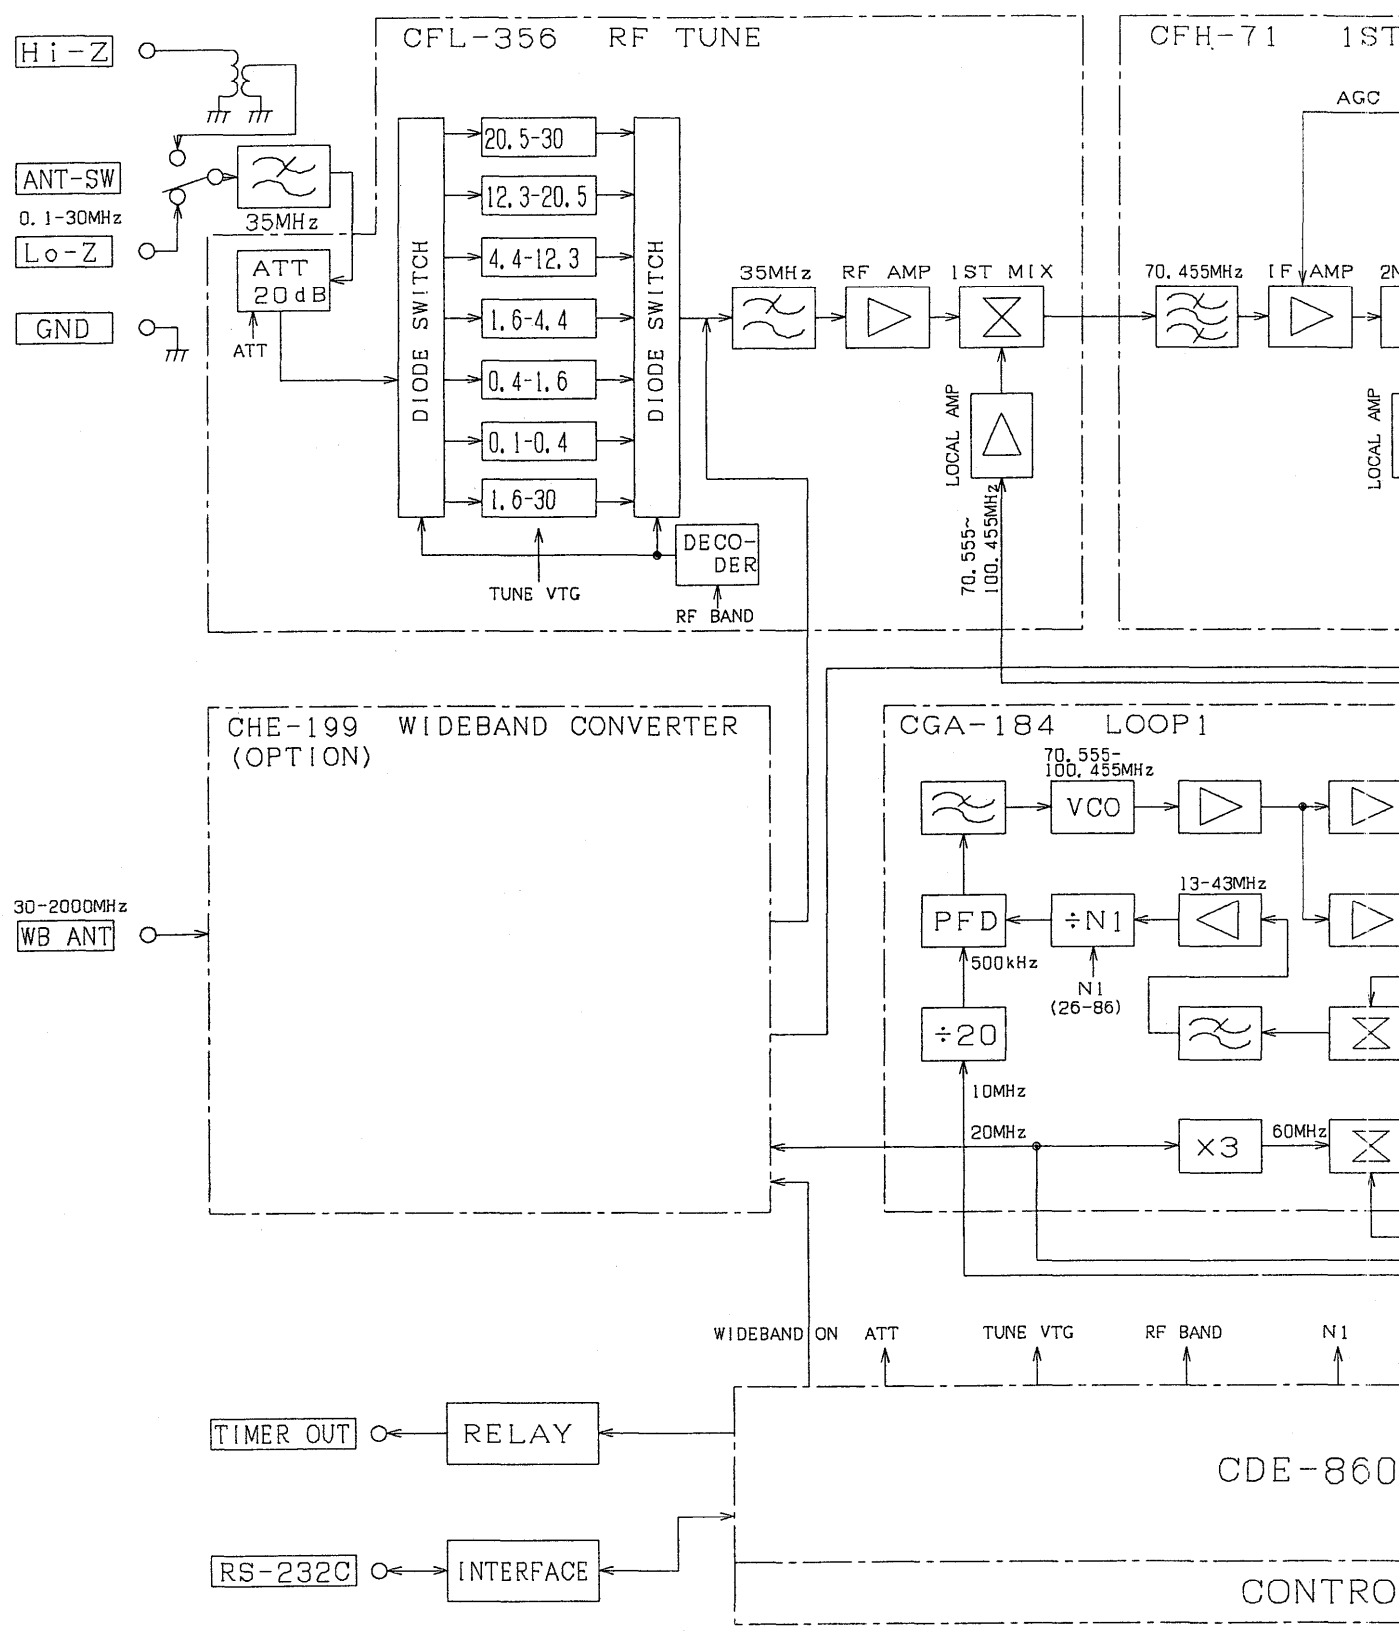 Hi-Z
ANT-SW
0.1-30MHz
Lo-Z
GND
35MHz
CFL-356 RF TUNE
ATT
20dB
ATT
DIODE SWITCH
20.5-30
12.3-20.5
4.4-12.3
1.6-4.4
0.4-1.6
0.1-0.4
1.6-30
DIODE SWITCH
TUNE VTG
DECO-
DER
RF BAND
35MHz
RF AMP
1ST MIX
LOCAL AMP
70.555~
100.455MHz
CFH-71 1ST
AGC
70.455MHz
IF AMP
LOCAL AMP
CHE-199 WIDEBAND CONVERTER
(OPTION)
30-2000MHz
WB ANT
CGA-184 LOOP1
70.555-
100.455MHz
VCO
13-43MHz
PFD
÷N1
500kHz
N1
(26-86)
÷20
10MHz
20MHz
×3
60MHz
WIDEBAND ON
ATT
TUNE VTG
RF BAND
N1
TIMER OUT
RELAY
CDE-860
RS-232C
INTERFACE
CONTRO